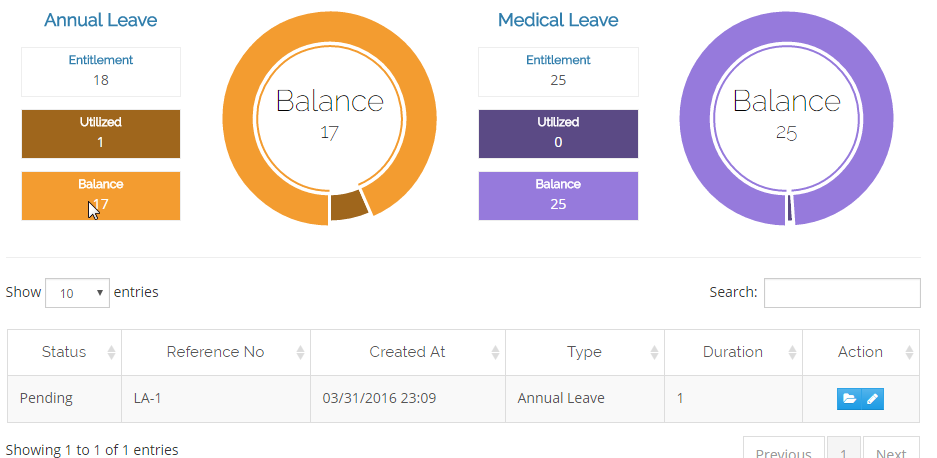 Annual Leave
Entitlement
18
Utilized
1
Balance
17
Balance
17
Medical Leave
Entitlement
25
Utilized
0
Balance
25
Balance
25
Show 10 entries
Search:
Status Reference No Created At Type Duration Action
Pending LA-1 03/31/2016 23:09 Annual Leave 1
Showing 1 to 1 of 1 entries
Previous 1 Next